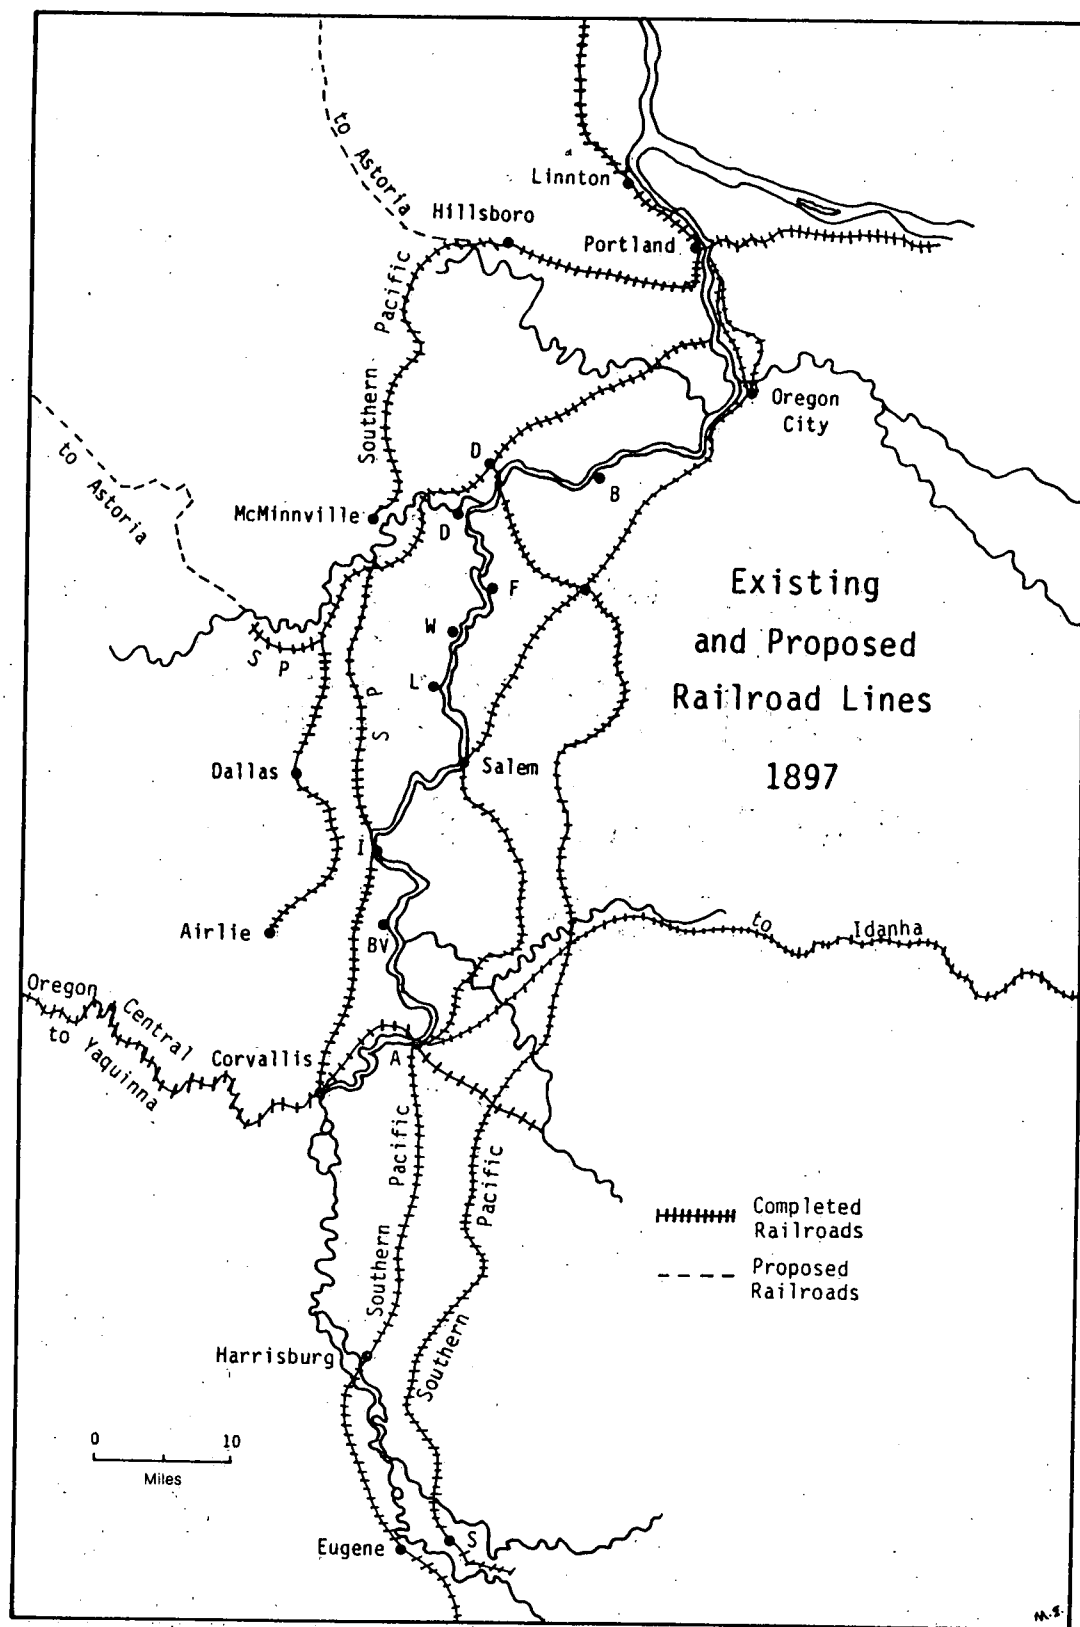 to Astoria
Linnton
Hillsboro
Portland
Southern Pacific
Oregon
City
to Astoria
D
B
McMinnville
D
F
Existing
and Proposed
Railroad Lines
1897
W
S P
L
S P
Dallas
Salem
I
Airlie
BV
to Idanha
Oregon Central
to Yaquinna
Corvallis
A
Southern Pacific
Southern Pacific
Completed
Railroads
Proposed
Railroads
Harrisburg
0 10
Miles
Eugene
S
M.S.